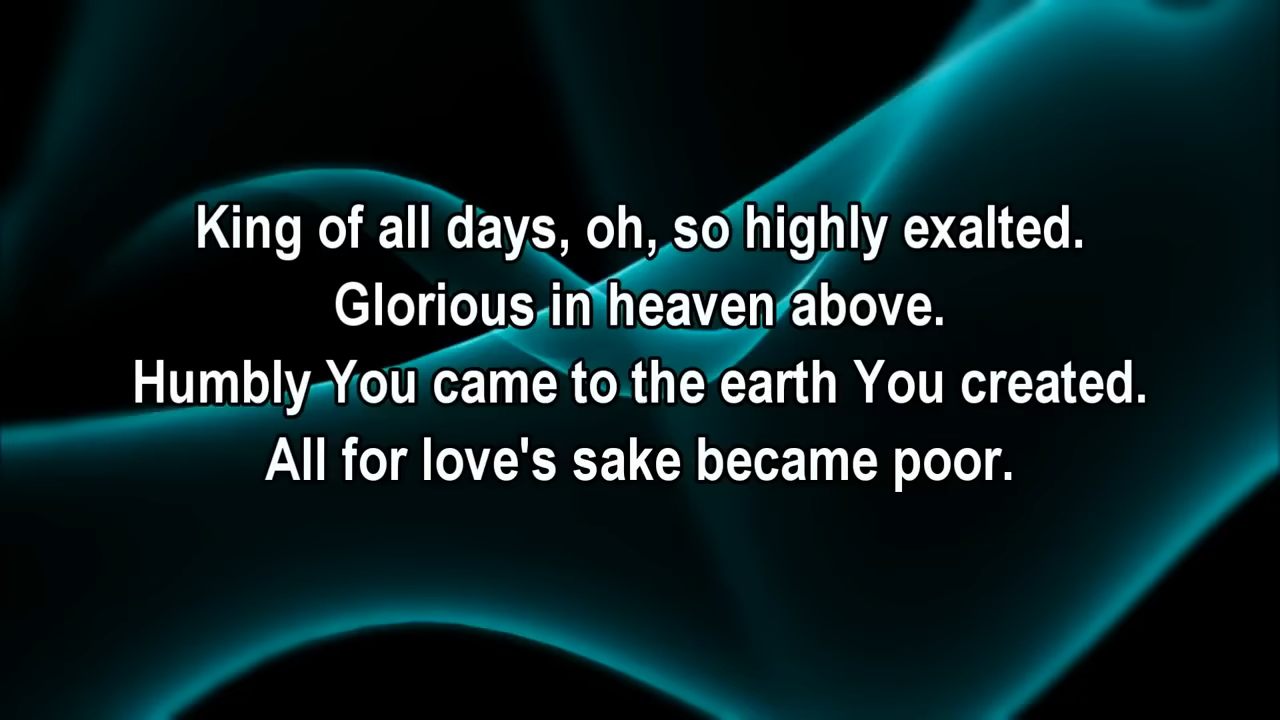 King of all days, oh, so highly exalted.
Glorious in heaven above.
Humbly You came to the earth You created.
All for love's sake became poor.